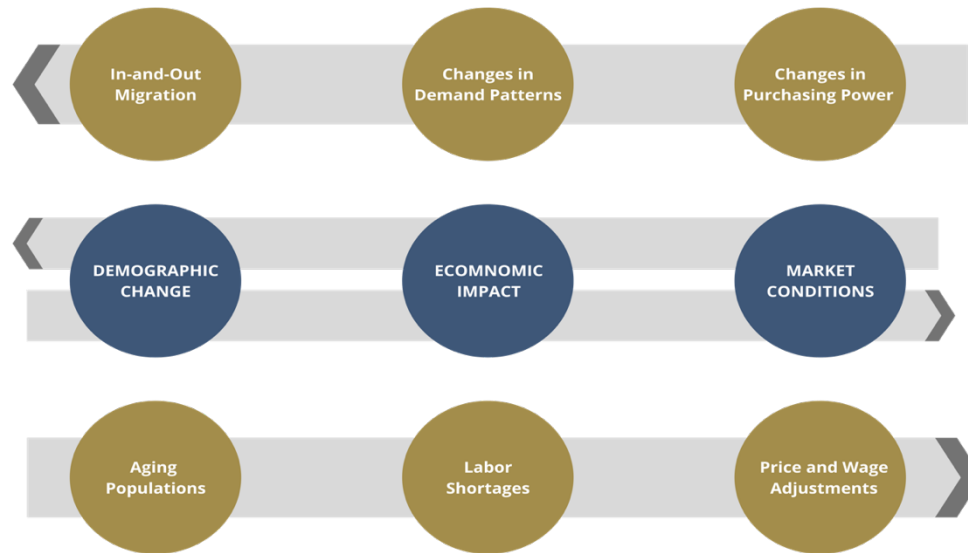 In-and-Out
Migration
Changes in
Demand Patterns
Changes in
Purchasing Power
DEMOGRAPHIC
CHANGE
ECOMNOMIC
IMPACT
MARKET
CONDITIONS
Aging
Populations
Labor
Shortages
Price and Wage
Adjustments